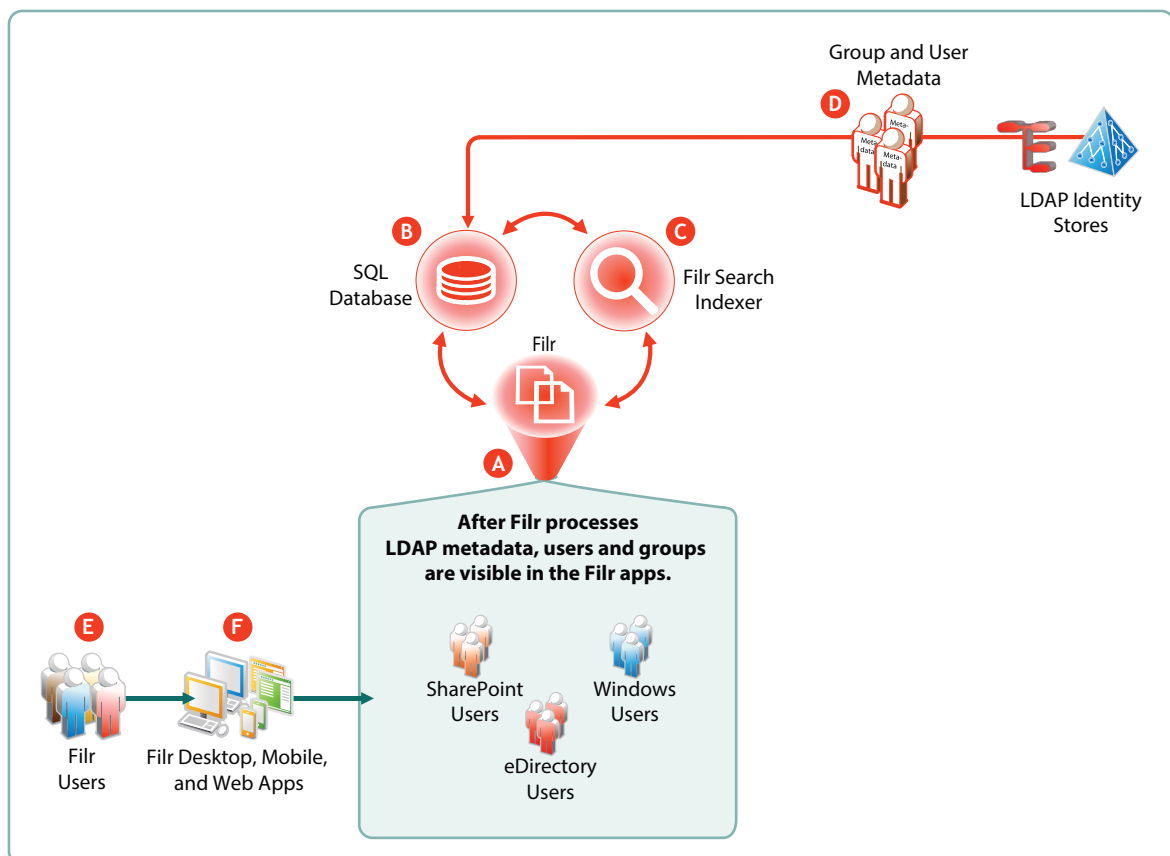 Group and User
Metadata
D
Meta-
data
Meta-
data
Meta-
data
LDAP Identity
Stores
B
C
SQL
Database
Filr Search
Indexer
Filr
A
After Filr processes
LDAP metadata, users and groups
are visible in the Filr apps.
E
F
SharePoint
Users
Windows
Users
eDirectory
Users
Filr
Users
Filr Desktop, Mobile,
and Web Apps